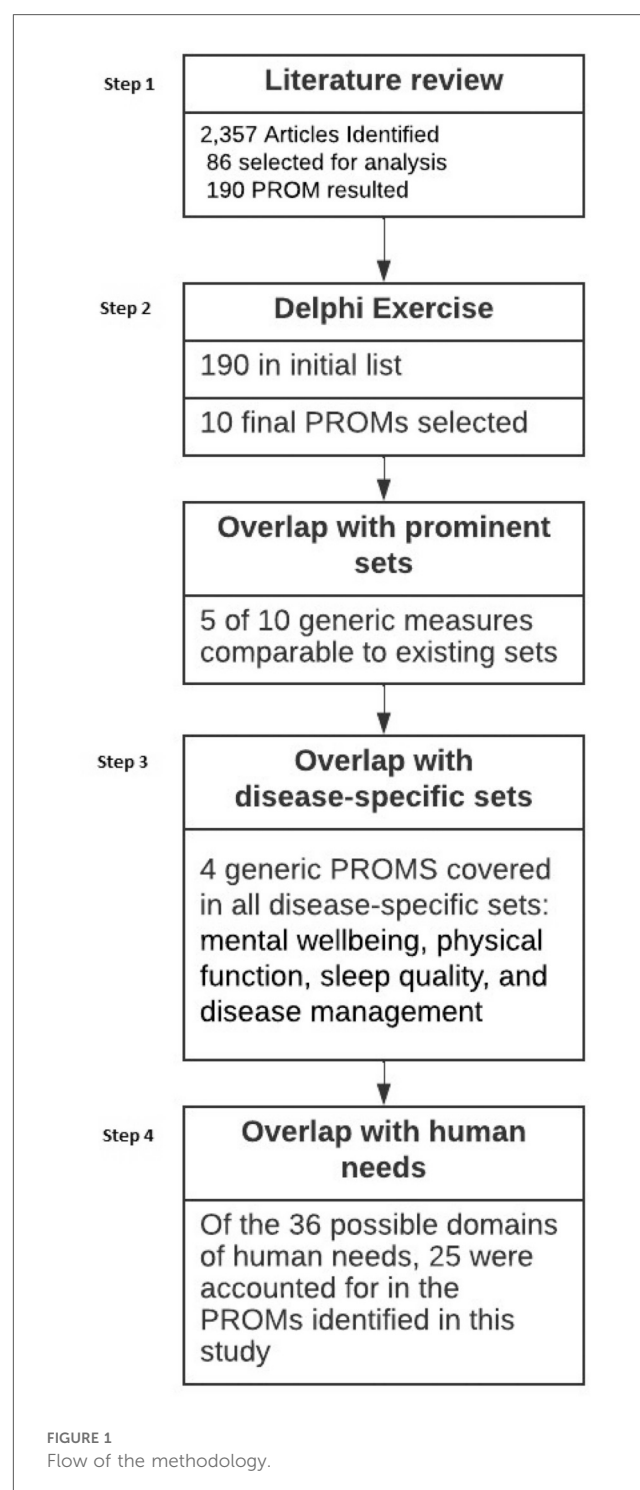 Step 1
Literature review
2,357 Articles Identified
86 selected for analysis
190 PROM resulted
Step 2
Delphi Exercise
190 in initial list
10 final PROMs selected
Overlap with prominent
sets
5 of 10 generic measures
comparable to existing sets
Step 3
Overlap with
disease-specific sets
4 generic PROMS covered
in all disease-specific sets:
mental wellbeing, physical
function, sleep quality, and
disease management
Step 4
Overlap with human
needs
Of the 36 possible domains
of human needs, 25 were
accounted for in the
PROMs identified in this
study
FIGURE 1
Flow of the methodology.